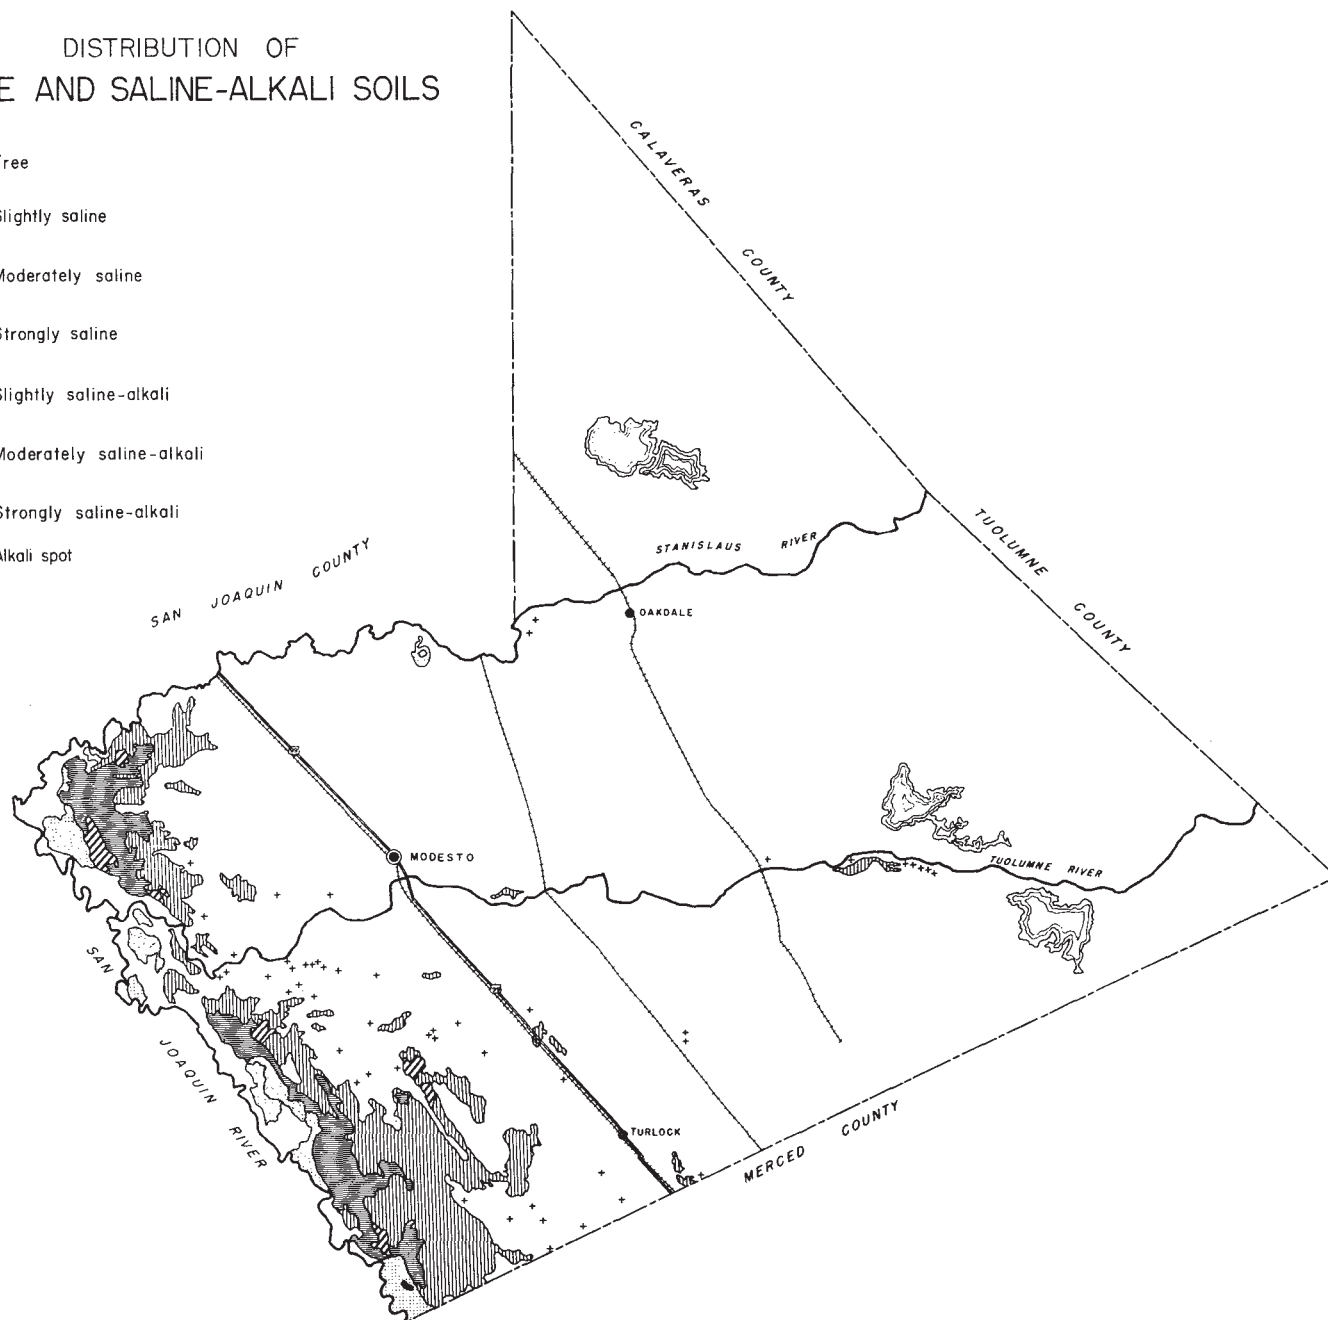 DISTRIBUTION OF
E AND SALINE-ALKALI SOILS
Free
Slightly saline
Moderately saline
Strongly saline
Slightly saline-alkali
Moderately saline-alkali
Strongly saline-alkali
Alkali spot
CALAVERAS COUNTY
TUOLUMNE COUNTY
STANISLAUS RIVER
SAN JOAQUIN COUNTY
OAKDALE
MODESTO
TUOLUMNE RIVER
SAN JOAQUIN RIVER
TURLOCK
MERCED COUNTY